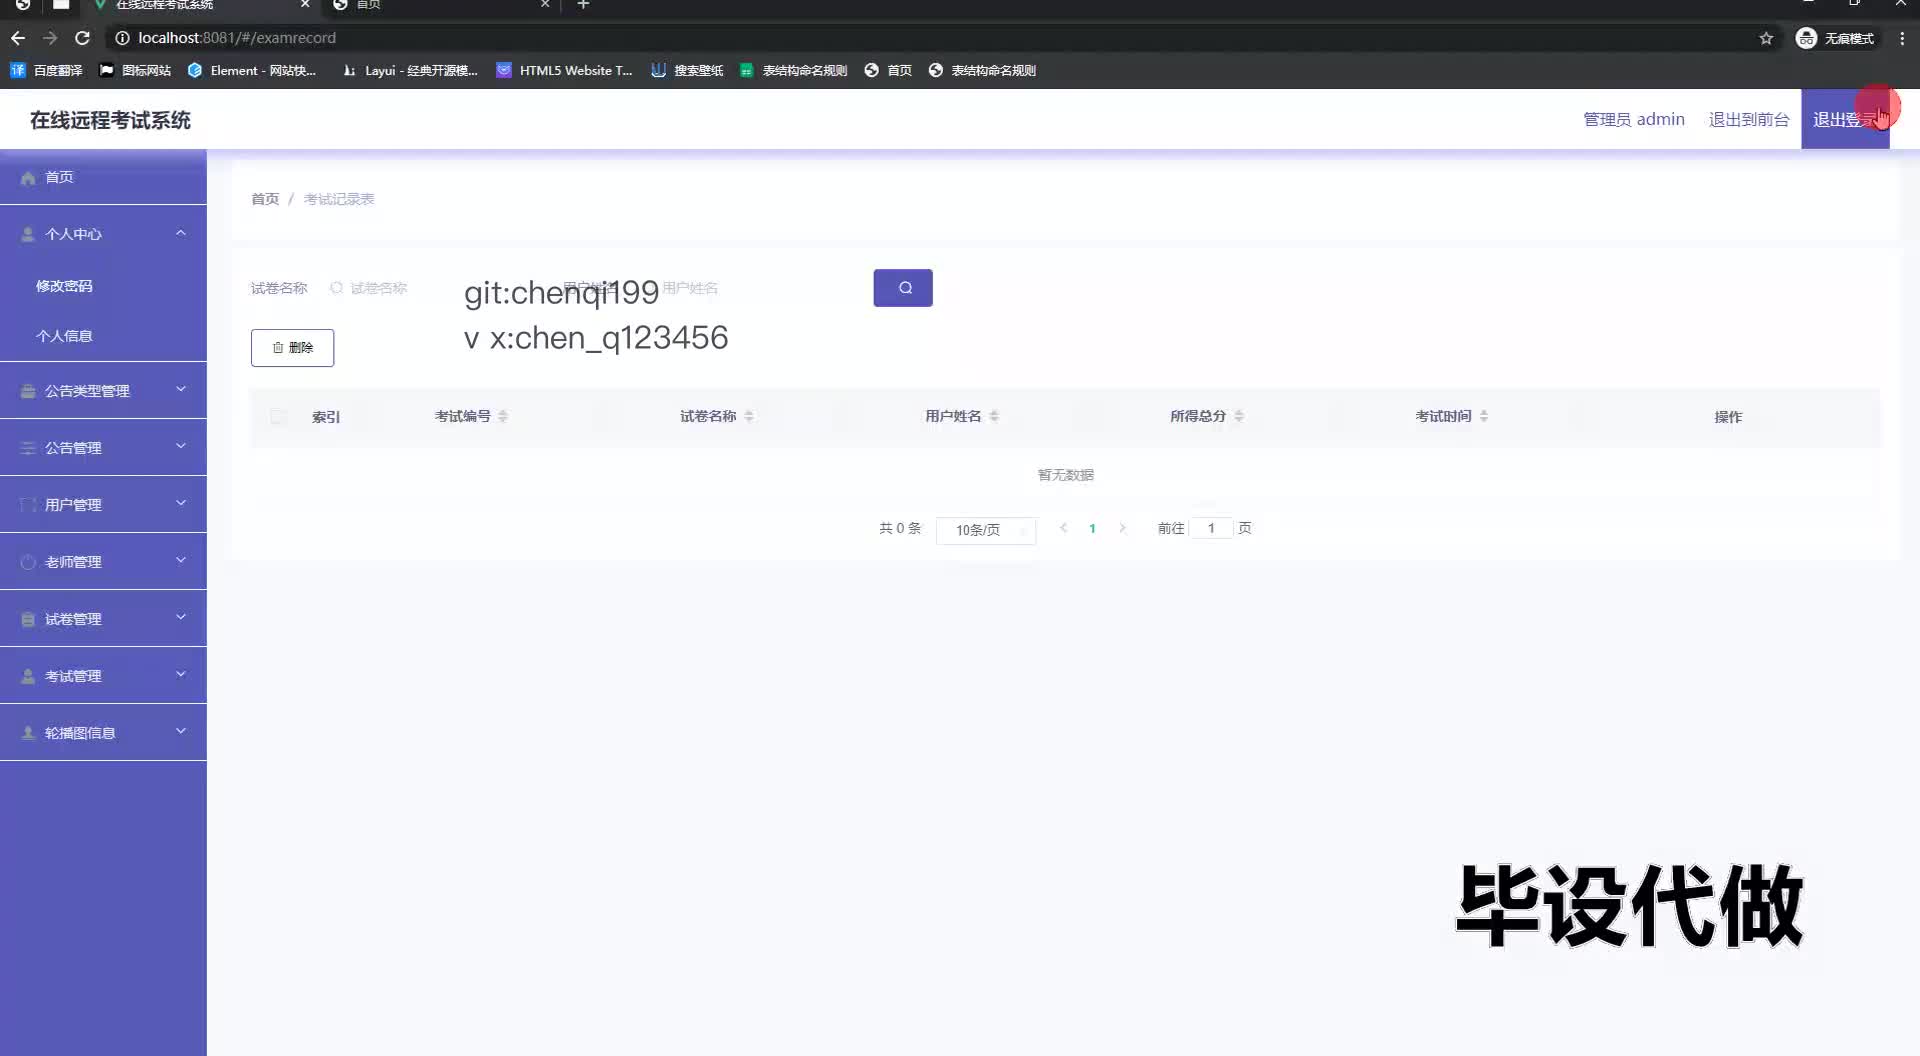 在线远程考试系统
首页
localhost:8081/#/examrecord
无痕模式
百度翻译
图标网站
Element - 网站快...
Layui - 经典开源模...
HTML5 Website T...
搜索壁纸
表结构命名规则
首页
表结构命名规则
在线远程考试系统
管理员 admin
退出到前台
退出登录
首页
个人中心
修改密码
个人信息
公告类型管理
公告管理
用户管理
老师管理
试卷管理
考试管理
轮播图信息
首页 / 考试记录表
试卷名称 试卷名称 用户姓名 用户姓名
git:chenqi199
v x:chen_q123456
删除
索引 考试编号 试卷名称 用户姓名 所得总分 考试时间 操作
暂无数据
共 0 条 10条/页 1 前往 1 页
毕设代做